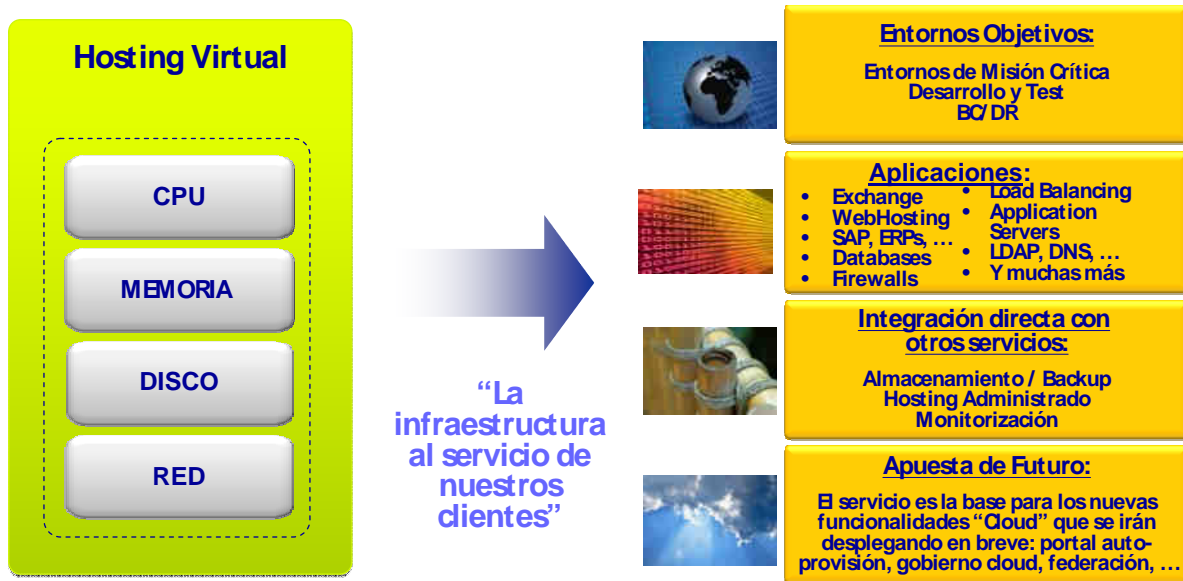 Hosting Virtual
CPU
MEMORIA
DISCO
RED
“La
infraestructura
al servicio de
nuestros
clientes”
Entornos Objetivos:
Entornos de Misión Crítica
Desarrollo y Test
BC/DR
Aplicaciones:
• Exchange
• WebHosting
• SAP, ERPs, …
• Databases
• Firewalls
• Load Balancing
• Application
Servers
• LDAP, DNS, …
• Y muchas más
Integración directa con
otros servicios:
Almacenamiento / Backup
Hosting Administrado
Monitorización
Apuesta de Futuro:
El servicio es la base para los nuevas
funcionalidades “Cloud” que se irán
desplegando en breve: portal auto-
provisión, gobierno cloud, federación, …